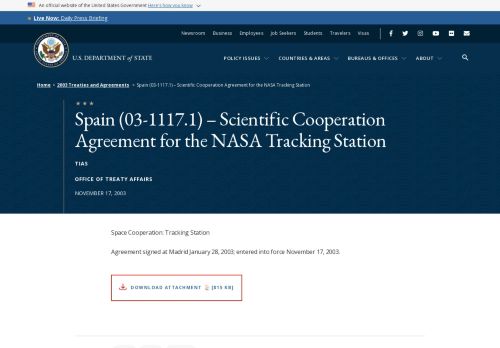 An official website of the United States Government Here's how you know
Live Now: Daily Press Briefing
Newsroom Business Employees Job Seekers Students Travelers Visas
U.S. DEPARTMENT of STATE
POLICY ISSUES COUNTRIES & AREAS BUREAUS & OFFICES ABOUT
Home > 2003 Treaties and Agreements > Spain (03-1117.1) – Scientific Cooperation Agreement for the NASA Tracking Station
Spain (03-1117.1) – Scientific Cooperation
Agreement for the NASA Tracking Station
TIAS
OFFICE OF TREATY AFFAIRS
NOVEMBER 17, 2003
Space Cooperation: Tracking Station
Agreement signed at Madrid January 28, 2003; entered into force November 17, 2003.
DOWNLOAD ATTACHMENT [815 KB]